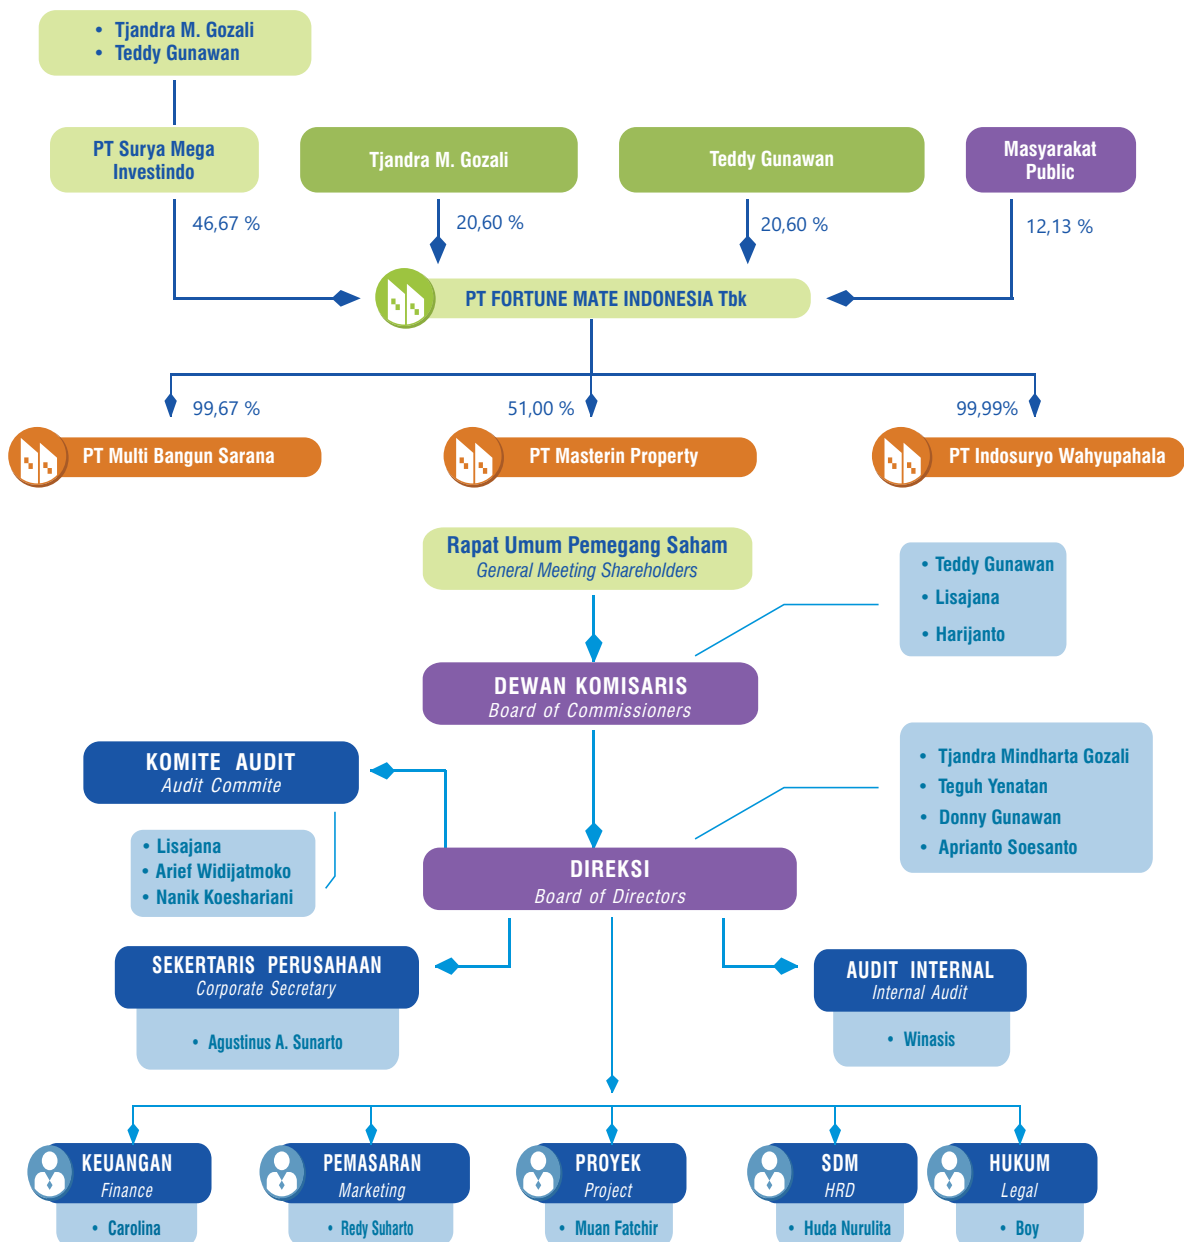 • Tjandra M. Gozali
• Teddy Gunawan
PT Surya Mega
Investindo
Tjandra M. Gozali
Teddy Gunawan
Masyarakat
Public
46,67 %
20,60 %
20,60 %
12,13 %
PT FORTUNE MATE INDONESIA Tbk
99,67 %
51,00 %
99,99%
PT Multi Bangun Sarana
PT Masterin Property
PT Indosuryo Wahyupahala
Rapat Umum Pemegang Saham
General Meeting Shareholders
• Teddy Gunawan
• Lisajana
• Harijanto
DEWAN KOMISARIS
Board of Commissioners
KOMITE AUDIT
Audit Commite
• Lisajana
• Arief Widijatmoko
• Nanik Koeshariani
• Tjandra Mindharta Gozali
• Teguh Yenatan
• Donny Gunawan
• Aprianto Soesanto
DIREKSI
Board of Directors
SEKERTARIS PERUSAHAAN
Corporate Secretary
• Agustinus A. Sunarto
AUDIT INTERNAL
Internal Audit
• Winasis
KEUANGAN
Finance
• Carolina
PEMASARAN
Marketing
• Redy Suharto
PROYEK
Project
• Muan Fatchir
SDM
HRD
• Huda Nurulita
HUKUM
Legal
• Boy